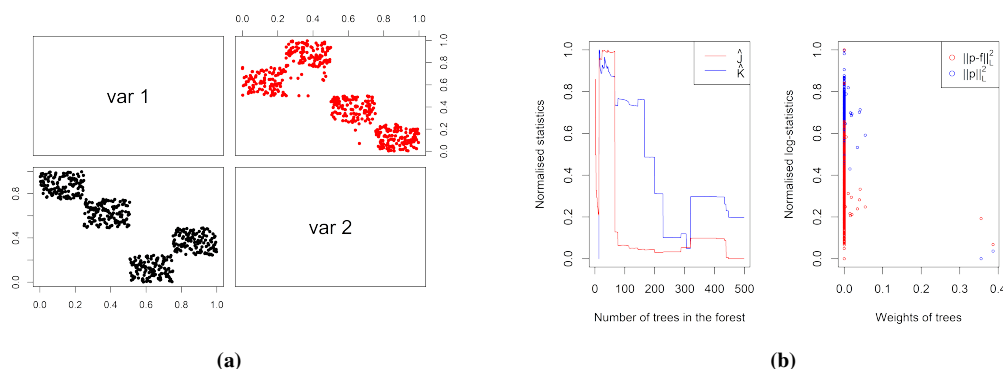 0.0 0.2 0.4 0.6 0.8 1.0
var 1
0.0 0.2 0.4 0.6 0.8 1.0
0.0 0.4 0.8
var 2
0.0 0.2 0.4 0.6 0.8 1.0
(a)
Normalised statistics
0.0 0.2 0.4 0.6 0.8 1.0
Ĵ
K̂
0 100 200 300 400 500
Number of trees in the forest
Normalised log-statistics
0.0 0.2 0.4 0.6 0.8 1.0
||p-f||²_L
||p||²_L
0.0 0.1 0.2 0.3 0.4
Weights of trees
(b)